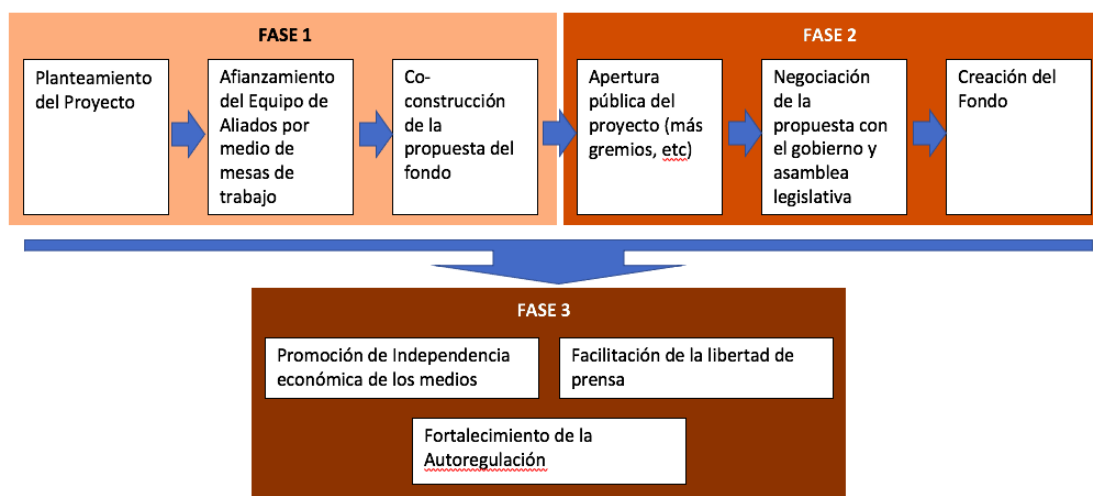 FASE 1
Planteamiento
del Proyecto
Afianzamiento
del Equipo de
Aliados por
medio de
mesas de
trabajo
Co-
construcción
de la
propuesta del
fondo
FASE 2
Apertura
pública del
proyecto (más
gremios, etc)
Negociación
de la
propuesta con
el gobierno y
asamblea
legislativa
Creación del
Fondo
FASE 3
Promoción de Independencia
económica de los medios
Facilitación de la libertad de
prensa
Fortalecimiento de la
Autoregulación